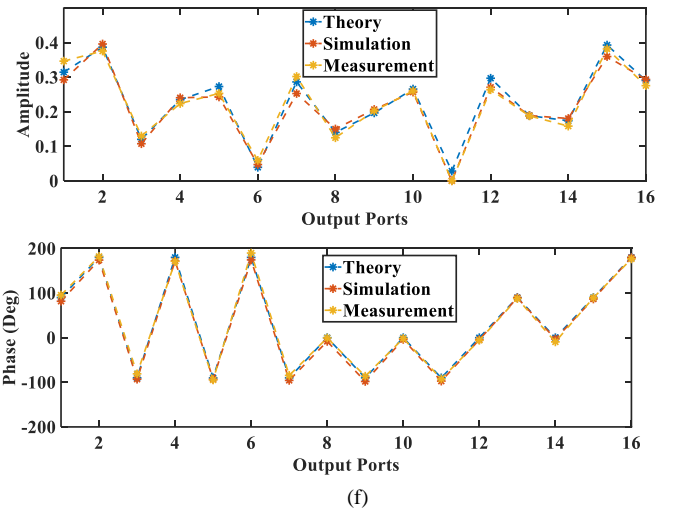 Theory
Simulation
Measurement
0.4
0.3
0.2
0.1
0
Amplitude
2 4 6 8 10 12 14 16
Output Ports
200
100
0
-100
-200
Phase (Deg)
Theory
Simulation
Measurement
2 4 6 8 10 12 14 16
Output Ports
(f)